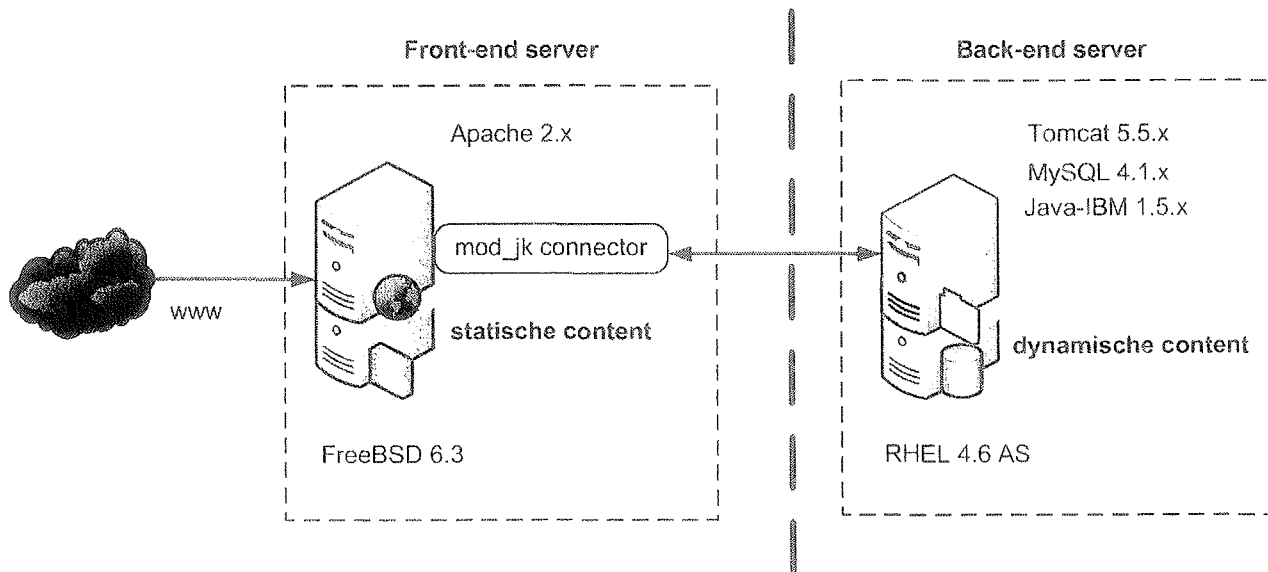 Front-end server
Back-end server
Apache 2.x
Tomcat 5.5.x
MySQL 4.1.x
Java-IBM 1.5.x
mod_jk connector
www
statische content
dynamische content
FreeBSD 6.3
RHEL 4.6 AS